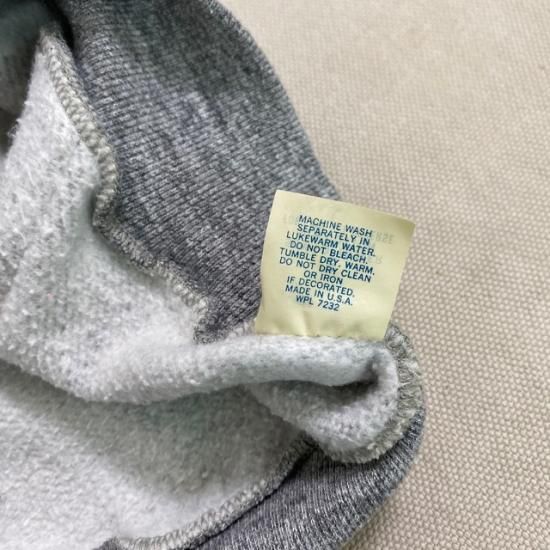 MACHINE WASH
SEPARATELY IN
LUKEWARM WATER.
DO NOT BLEACH.
TUMBLE DRY. WARM.
DO NOT DRY CLEAN
OR IRON
IF DECORATED.
MADE IN U.S.A.
WPL 7232